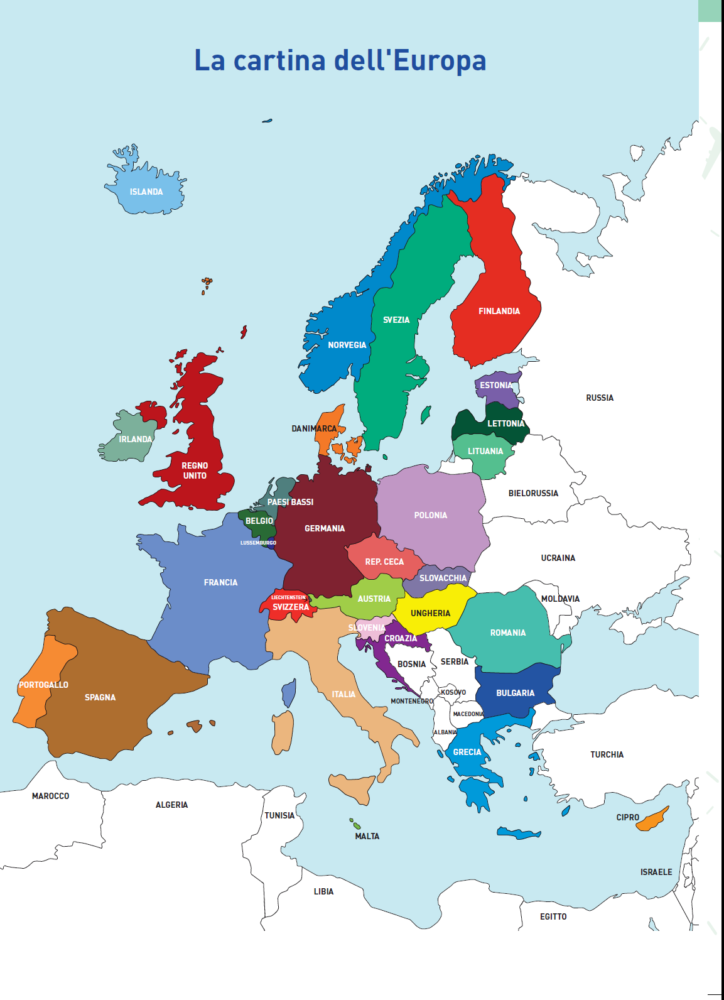 La cartina dell'Europa
ISLANDA
SVEZIA
FINLANDIA
NORVEGIA
ESTONIA
RUSSIA
LETTONIA
DANIMARCA
IRLANDA
LITUANIA
REGNO
UNITO
BIELORUSSIA
PAESI BASSI
POLONIA
BELGIO
GERMANIA
LUSSEMBURGO
UCRAINA
REP. CECA
SLOVACCHIA
FRANCIA
LIECHTENSTEIN
AUSTRIA
MOLDAVIA
SVIZZERA
UNGHERIA
SLOVENIA
ROMANIA
CROAZIA
BOSNIA
SERBIA
PORTOGALLO
SPAGNA
ITALIA
KOSOVO
BULGARIA
MONTENEGRO
MACEDONIA
ALBANIA
GRECIA
TURCHIA
MAROCCO
ALGERIA
TUNISIA
CIPRO
MALTA
ISRAELE
LIBIA
EGITTO